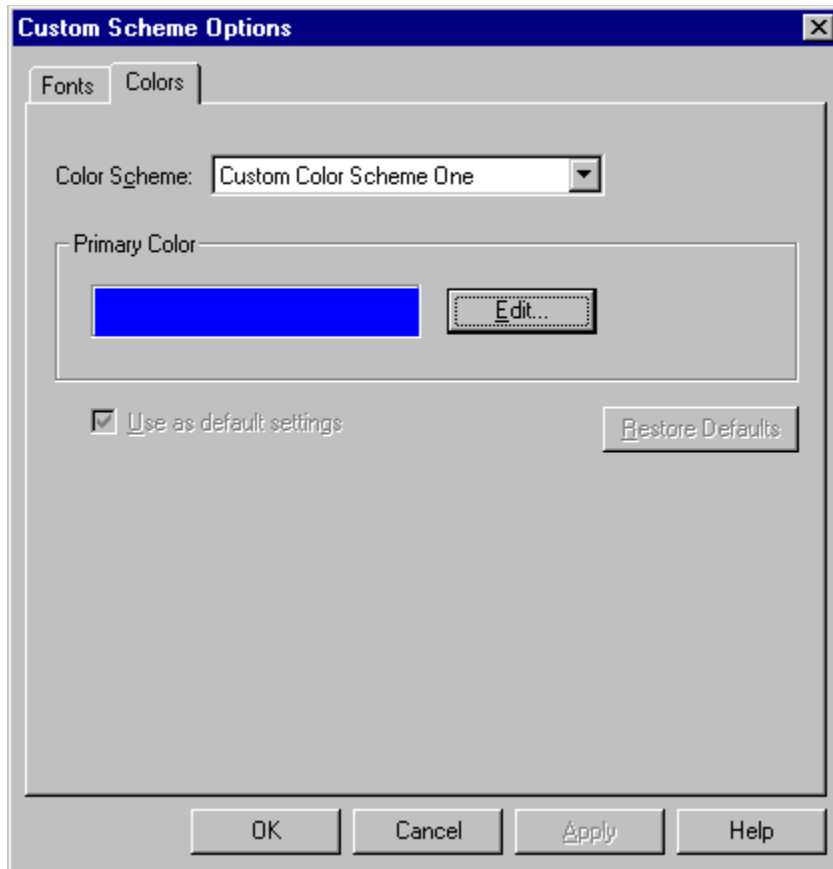 Custom Scheme Options
Fonts Colors
Color Scheme: Custom Color Scheme One
Primary Color
Edit...
Use as default settings Restore Defaults
OK Cancel Apply Help